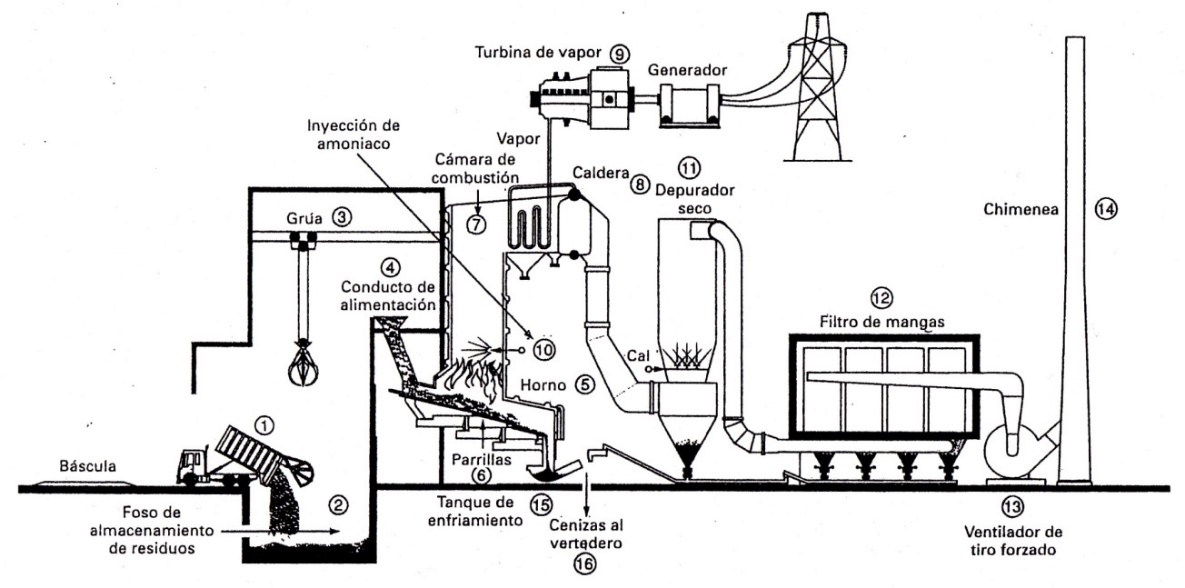 Turbina de vapor 9
Generador
Inyección de
amoniaco
Vapor
Cámara de
combustión
7
Caldera 8
11
Depurador
seco
Grúa 3
Chimenea 14
4
Conducto de
alimentación
12
Filtro de mangas
10
Cal
Horno 5
1
Báscula
Parrillas
6
2
Foso de
almacenamiento
de residuos
Tanque de
enfriamiento
15
Cenizas al
vertedero
16
13
Ventilador de
tiro forzado